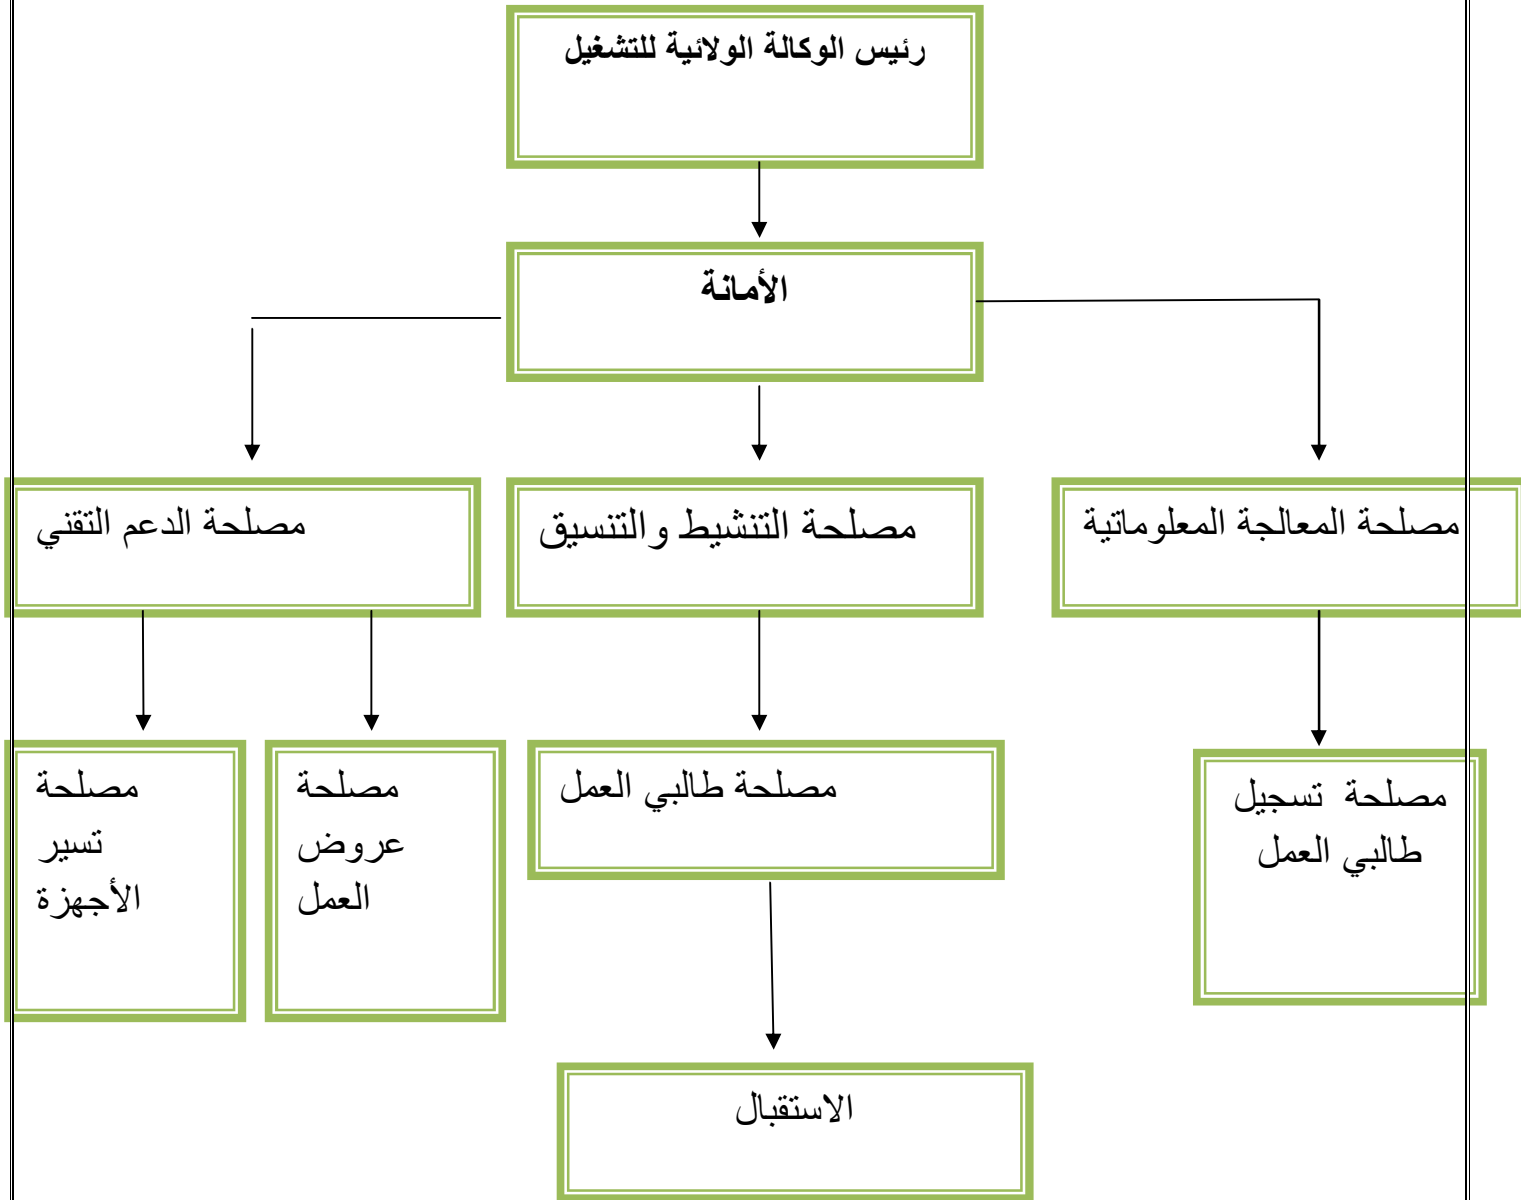 رئيس الوكالة الولائية للتشغيل
الأمانة
مصلحة المعالجة المعلوماتية
مصلحة التنشيط والتنسيق
مصلحة الدعم التقني
مصلحة تسجيل
طالبي العمل
مصلحة طالبي العمل
مصلحة
عروض
العمل
مصلحة
تسير
الأجهزة
الاستقبال